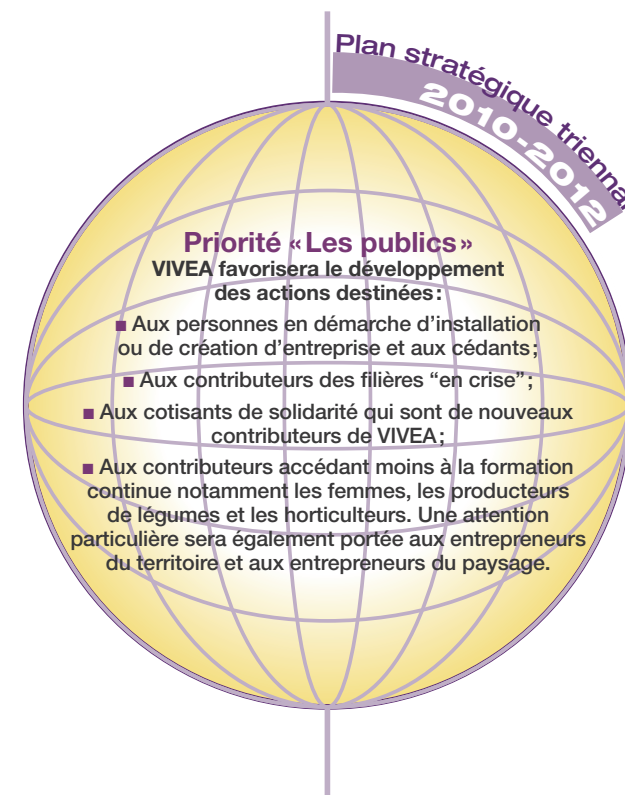 Plan stratégique triennal
2010-2012
Priorité «Les publics»
VIVEA favorisera le développement
des actions destinées:
■ Aux personnes en démarche d'installation
ou de création d'entreprise et aux cédants;
■ Aux contributeurs des filières "en crise";
■ Aux cotisants de solidarité qui sont de nouveaux
contributeurs de VIVEA;
■ Aux contributeurs accédant moins à la formation
continue notamment les femmes, les producteurs
de légumes et les horticulteurs. Une attention
particulière sera également portée aux entrepreneurs
du territoire et aux entrepreneurs du paysage.